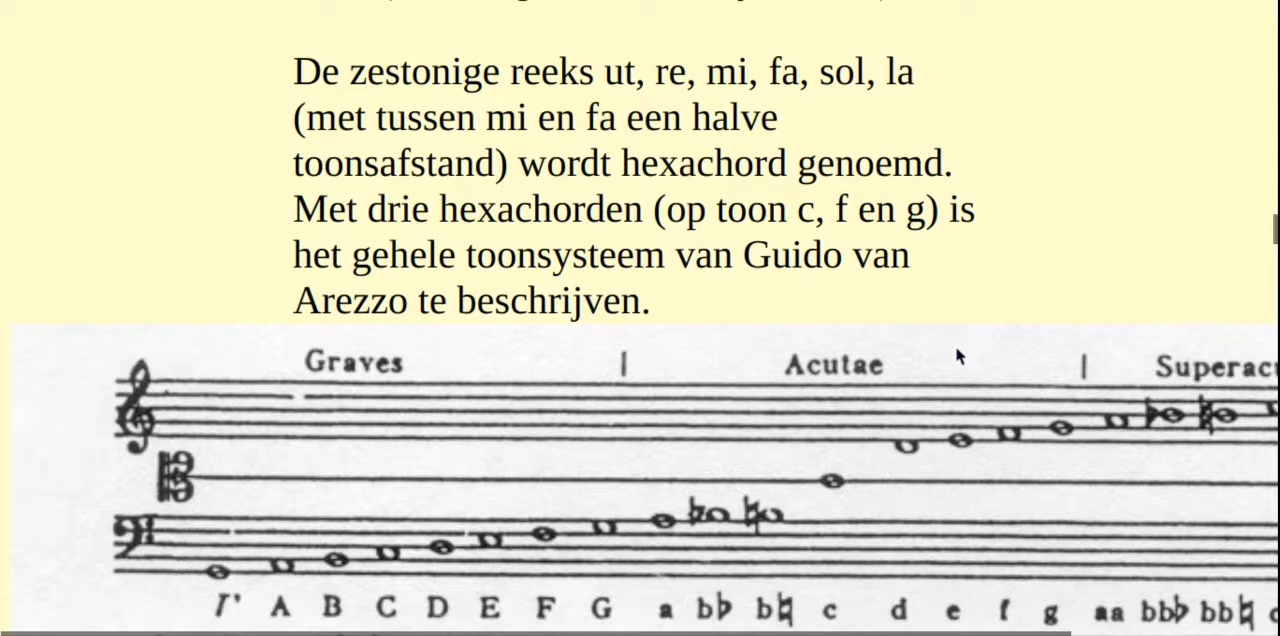 De zestonige reeks ut, re, mi, fa, sol, la
(met tussen mi en fa een halve
toonsafstand) wordt hexachord genoemd.
Met drie hexachorden (op toon c, f en g) is
het gehele toonsysteem van Guido van
Arezzo te beschrijven.
Graves | Acutae | Superac
Γ A B C D E F G a b♭ b♮ c d e f g aa bb♭ bb♮